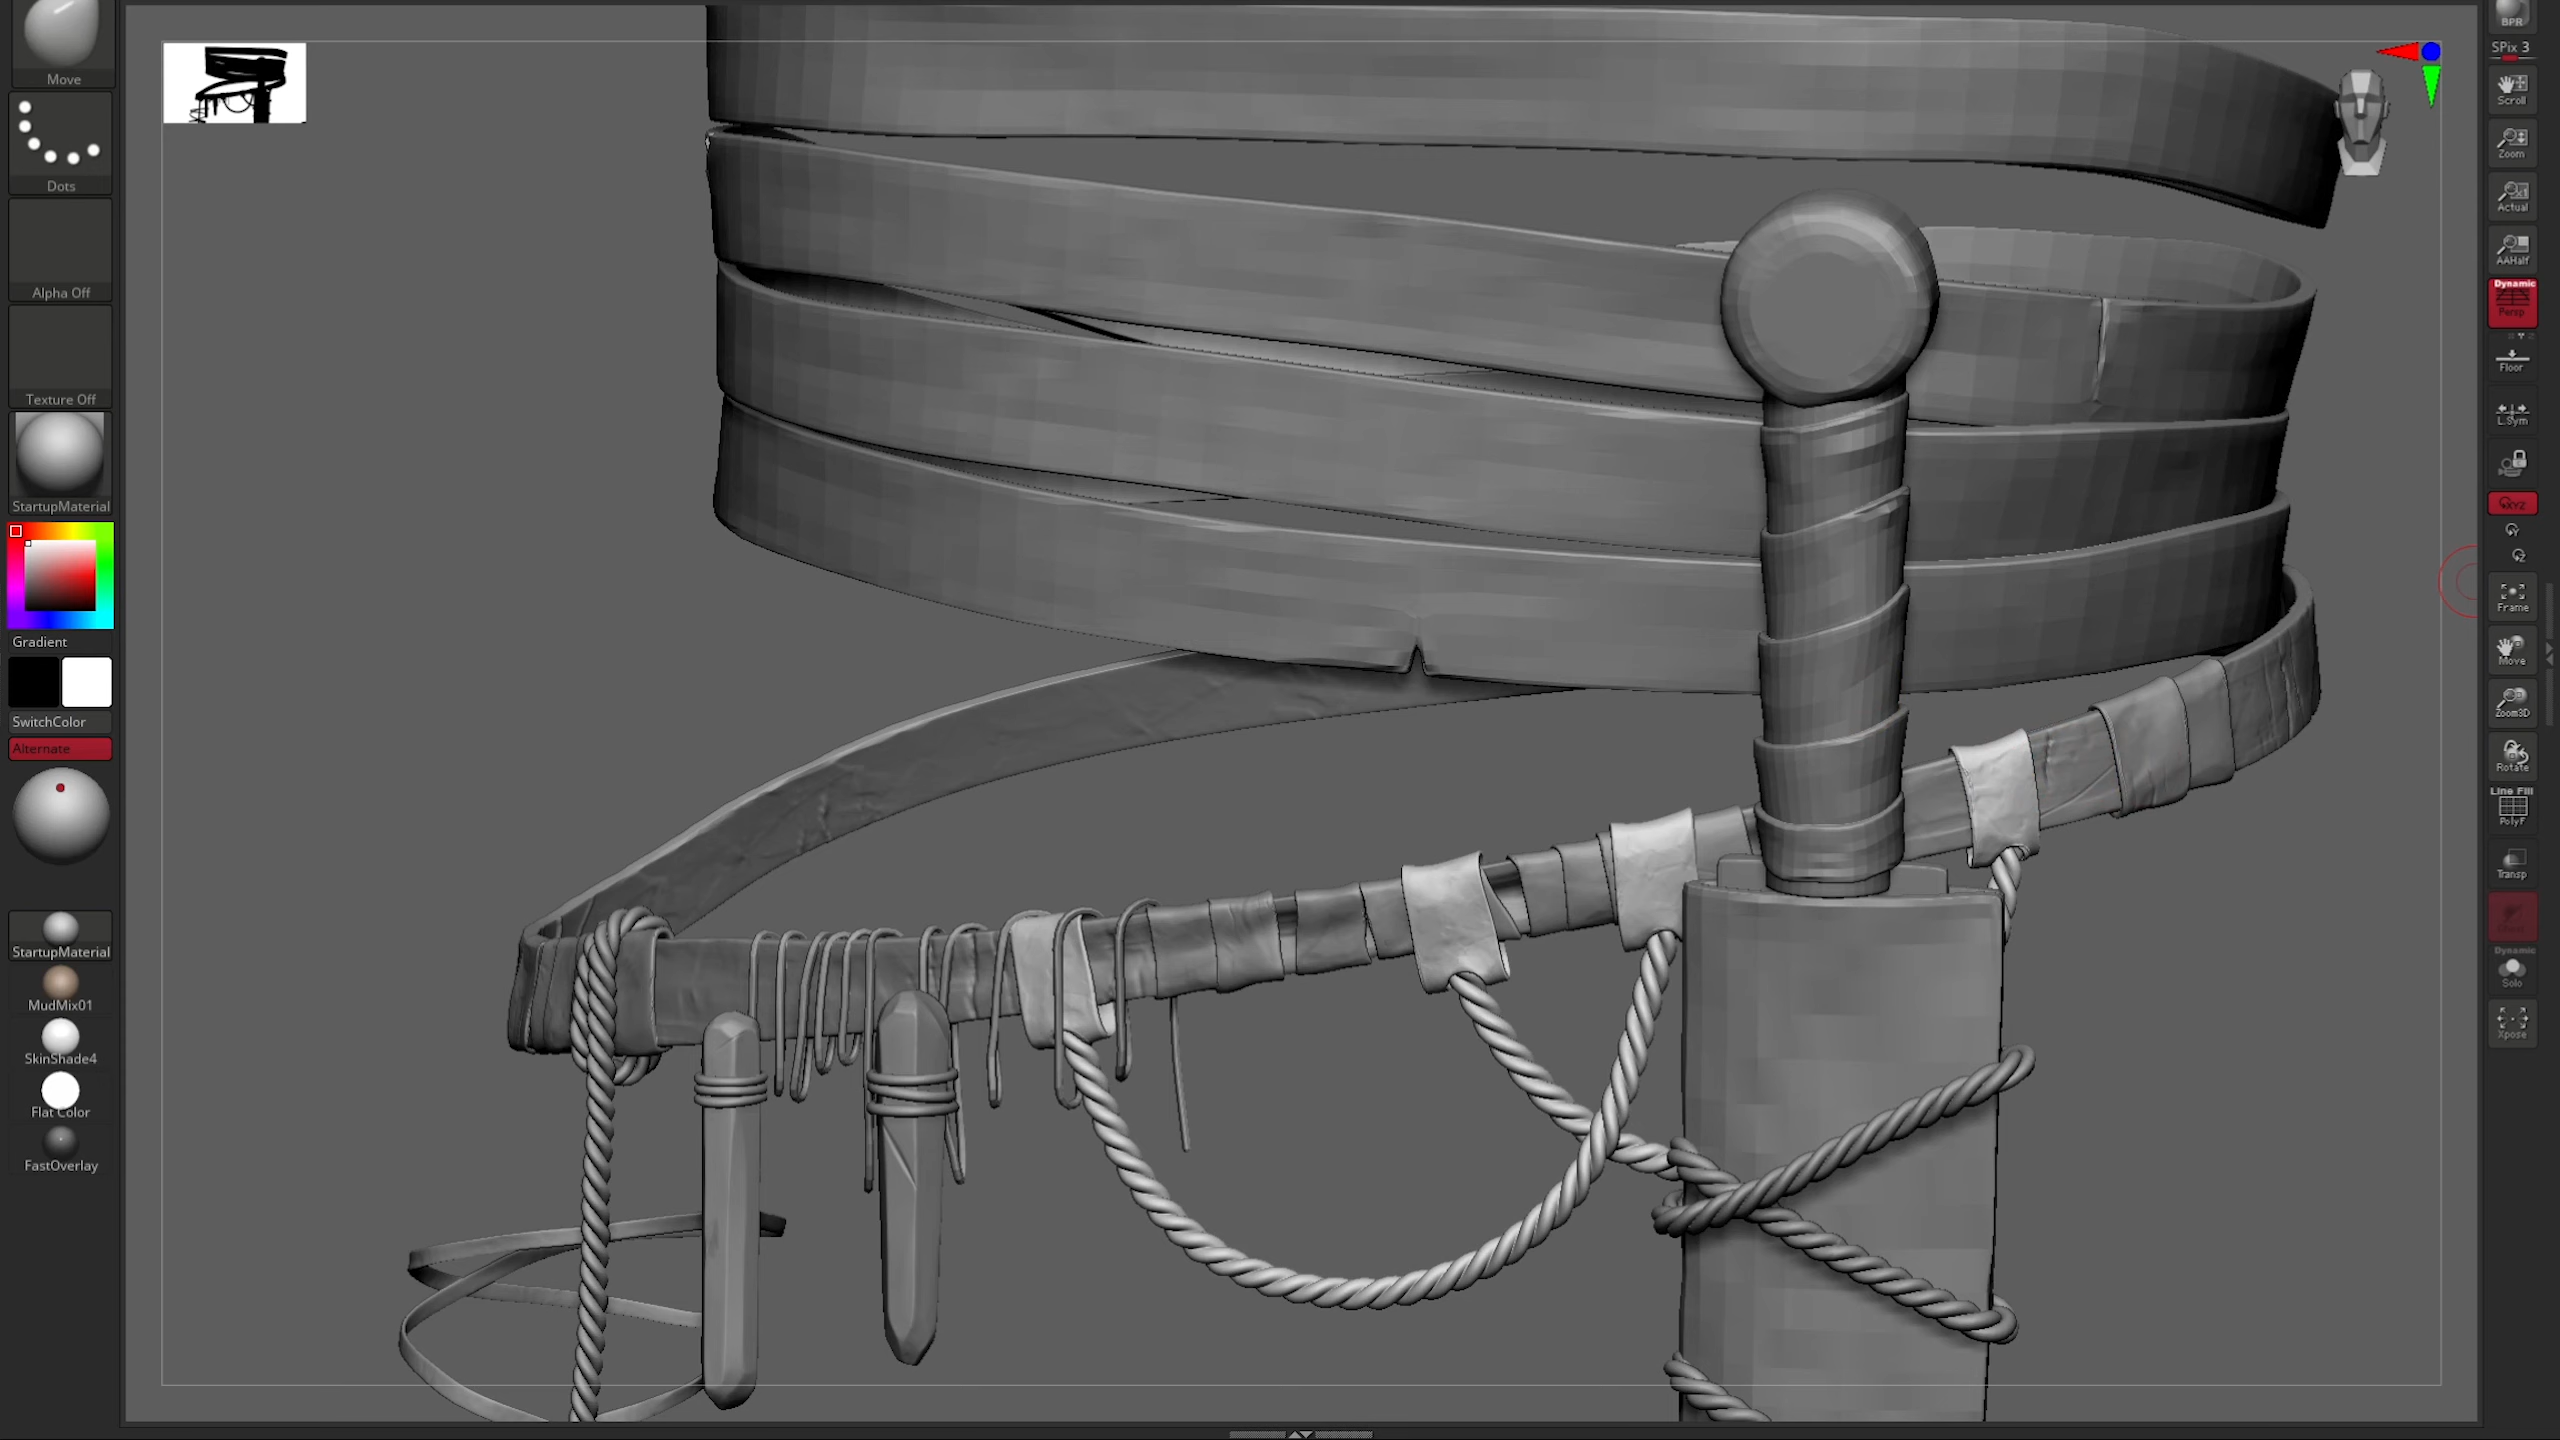 Move
Dots
Alpha Off
Texture Off
StartupMaterial
Gradient
SwitchColor
Alternate
StartupMaterial
MudMix01
SkinShade4
Flat Color
FastOverlay
BPR
SPix 3
Scroll
Zoom
Actual
AAHalf
Dynamic
Persp
Floor
L.Sym
XYZ
Y
Z
Frame
Move
Zoom3D
Rotate
Line Fill
PolyF
Transp
Dynamic
Solo
Xpose